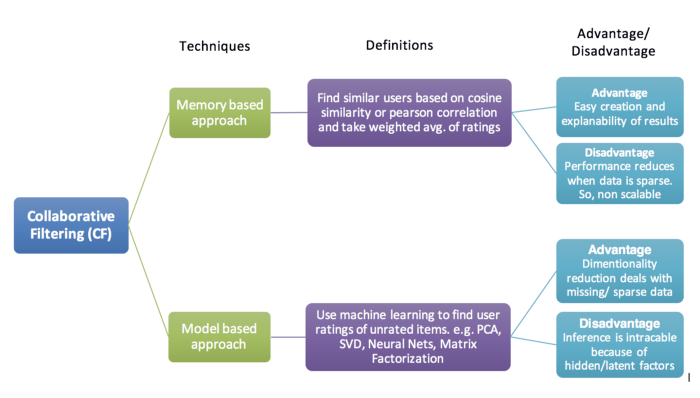 Techniques
Definitions
Advantage/
Disadvantage
Collaborative
Filtering (CF)
Memory based
approach
Find similar users based on cosine
similarity or pearson correlation
and take weighted avg. of ratings
Advantage
Easy creation and
explanability of results
Disadvantage
Performance reduces
when data is sparse.
So, non scalable
Model based
approach
Use machine learning to find user
ratings of unrated items. e.g. PCA,
SVD, Neural Nets, Matrix
Factorization
Advantage
Dimentionality
reduction deals with
missing/ sparse data
Disadvantage
Inference is intracable
because of
hidden/latent factors